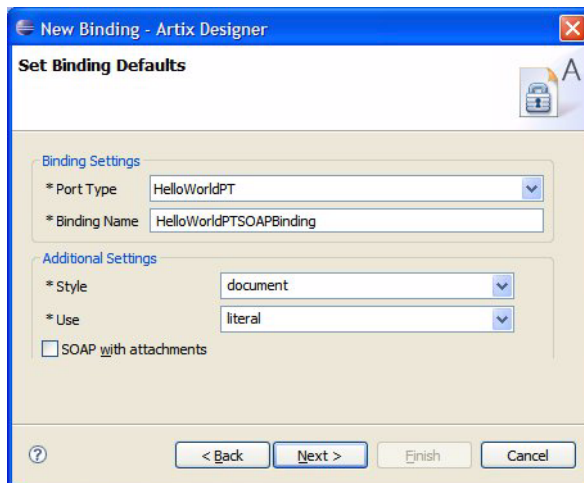 New Binding - Artix Designer
Set Binding Defaults
A
Binding Settings
* Port Type HelloWorldPT
* Binding Name HelloWorldPTSOAPBinding
Additional Settings
* Style document
* Use literal
SOAP with attachments
? < Back Next > Finish Cancel